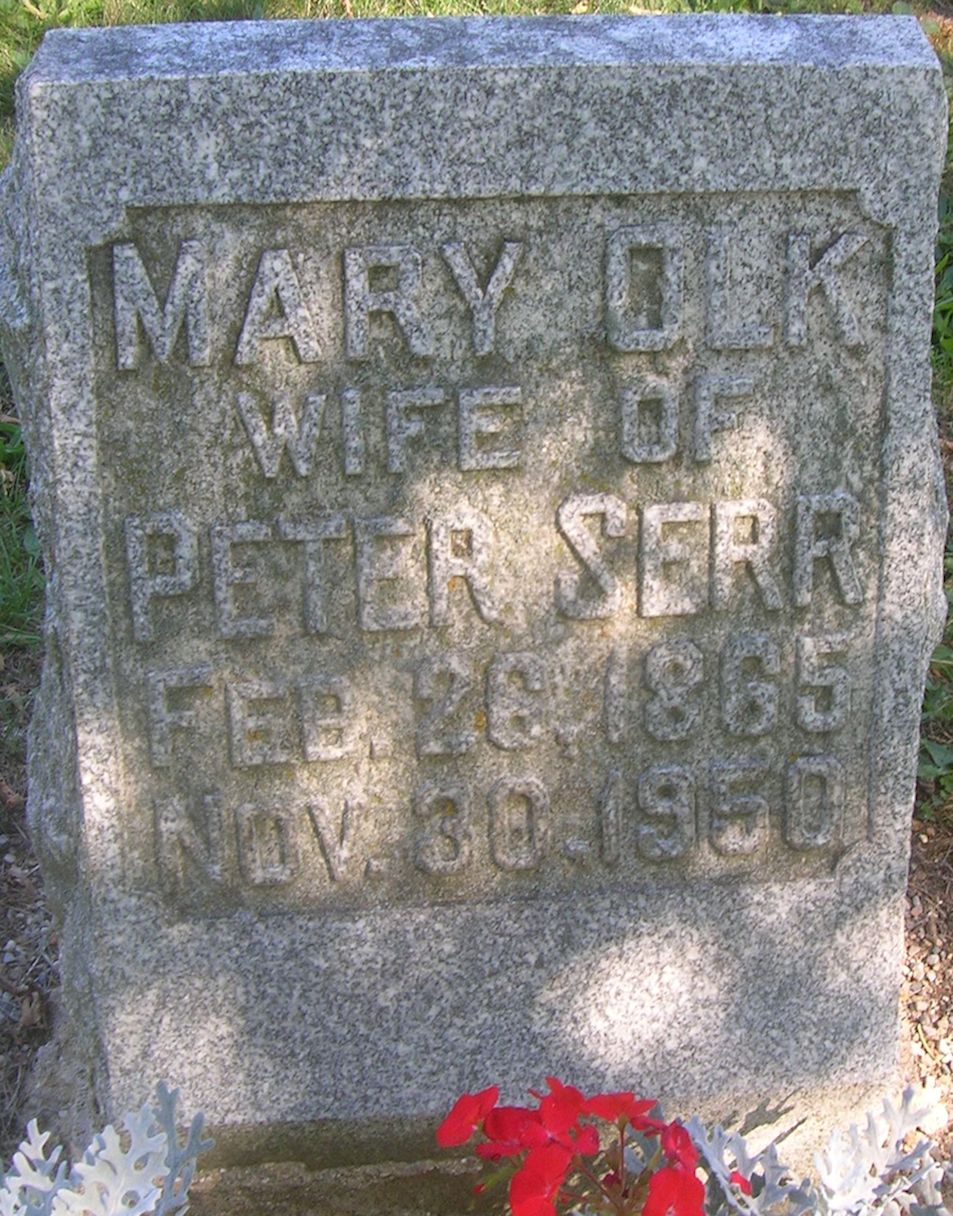 MARY OLK
WIFE OF
PETER SERR
FEB. 26, 1865
NOV. 30. 1950